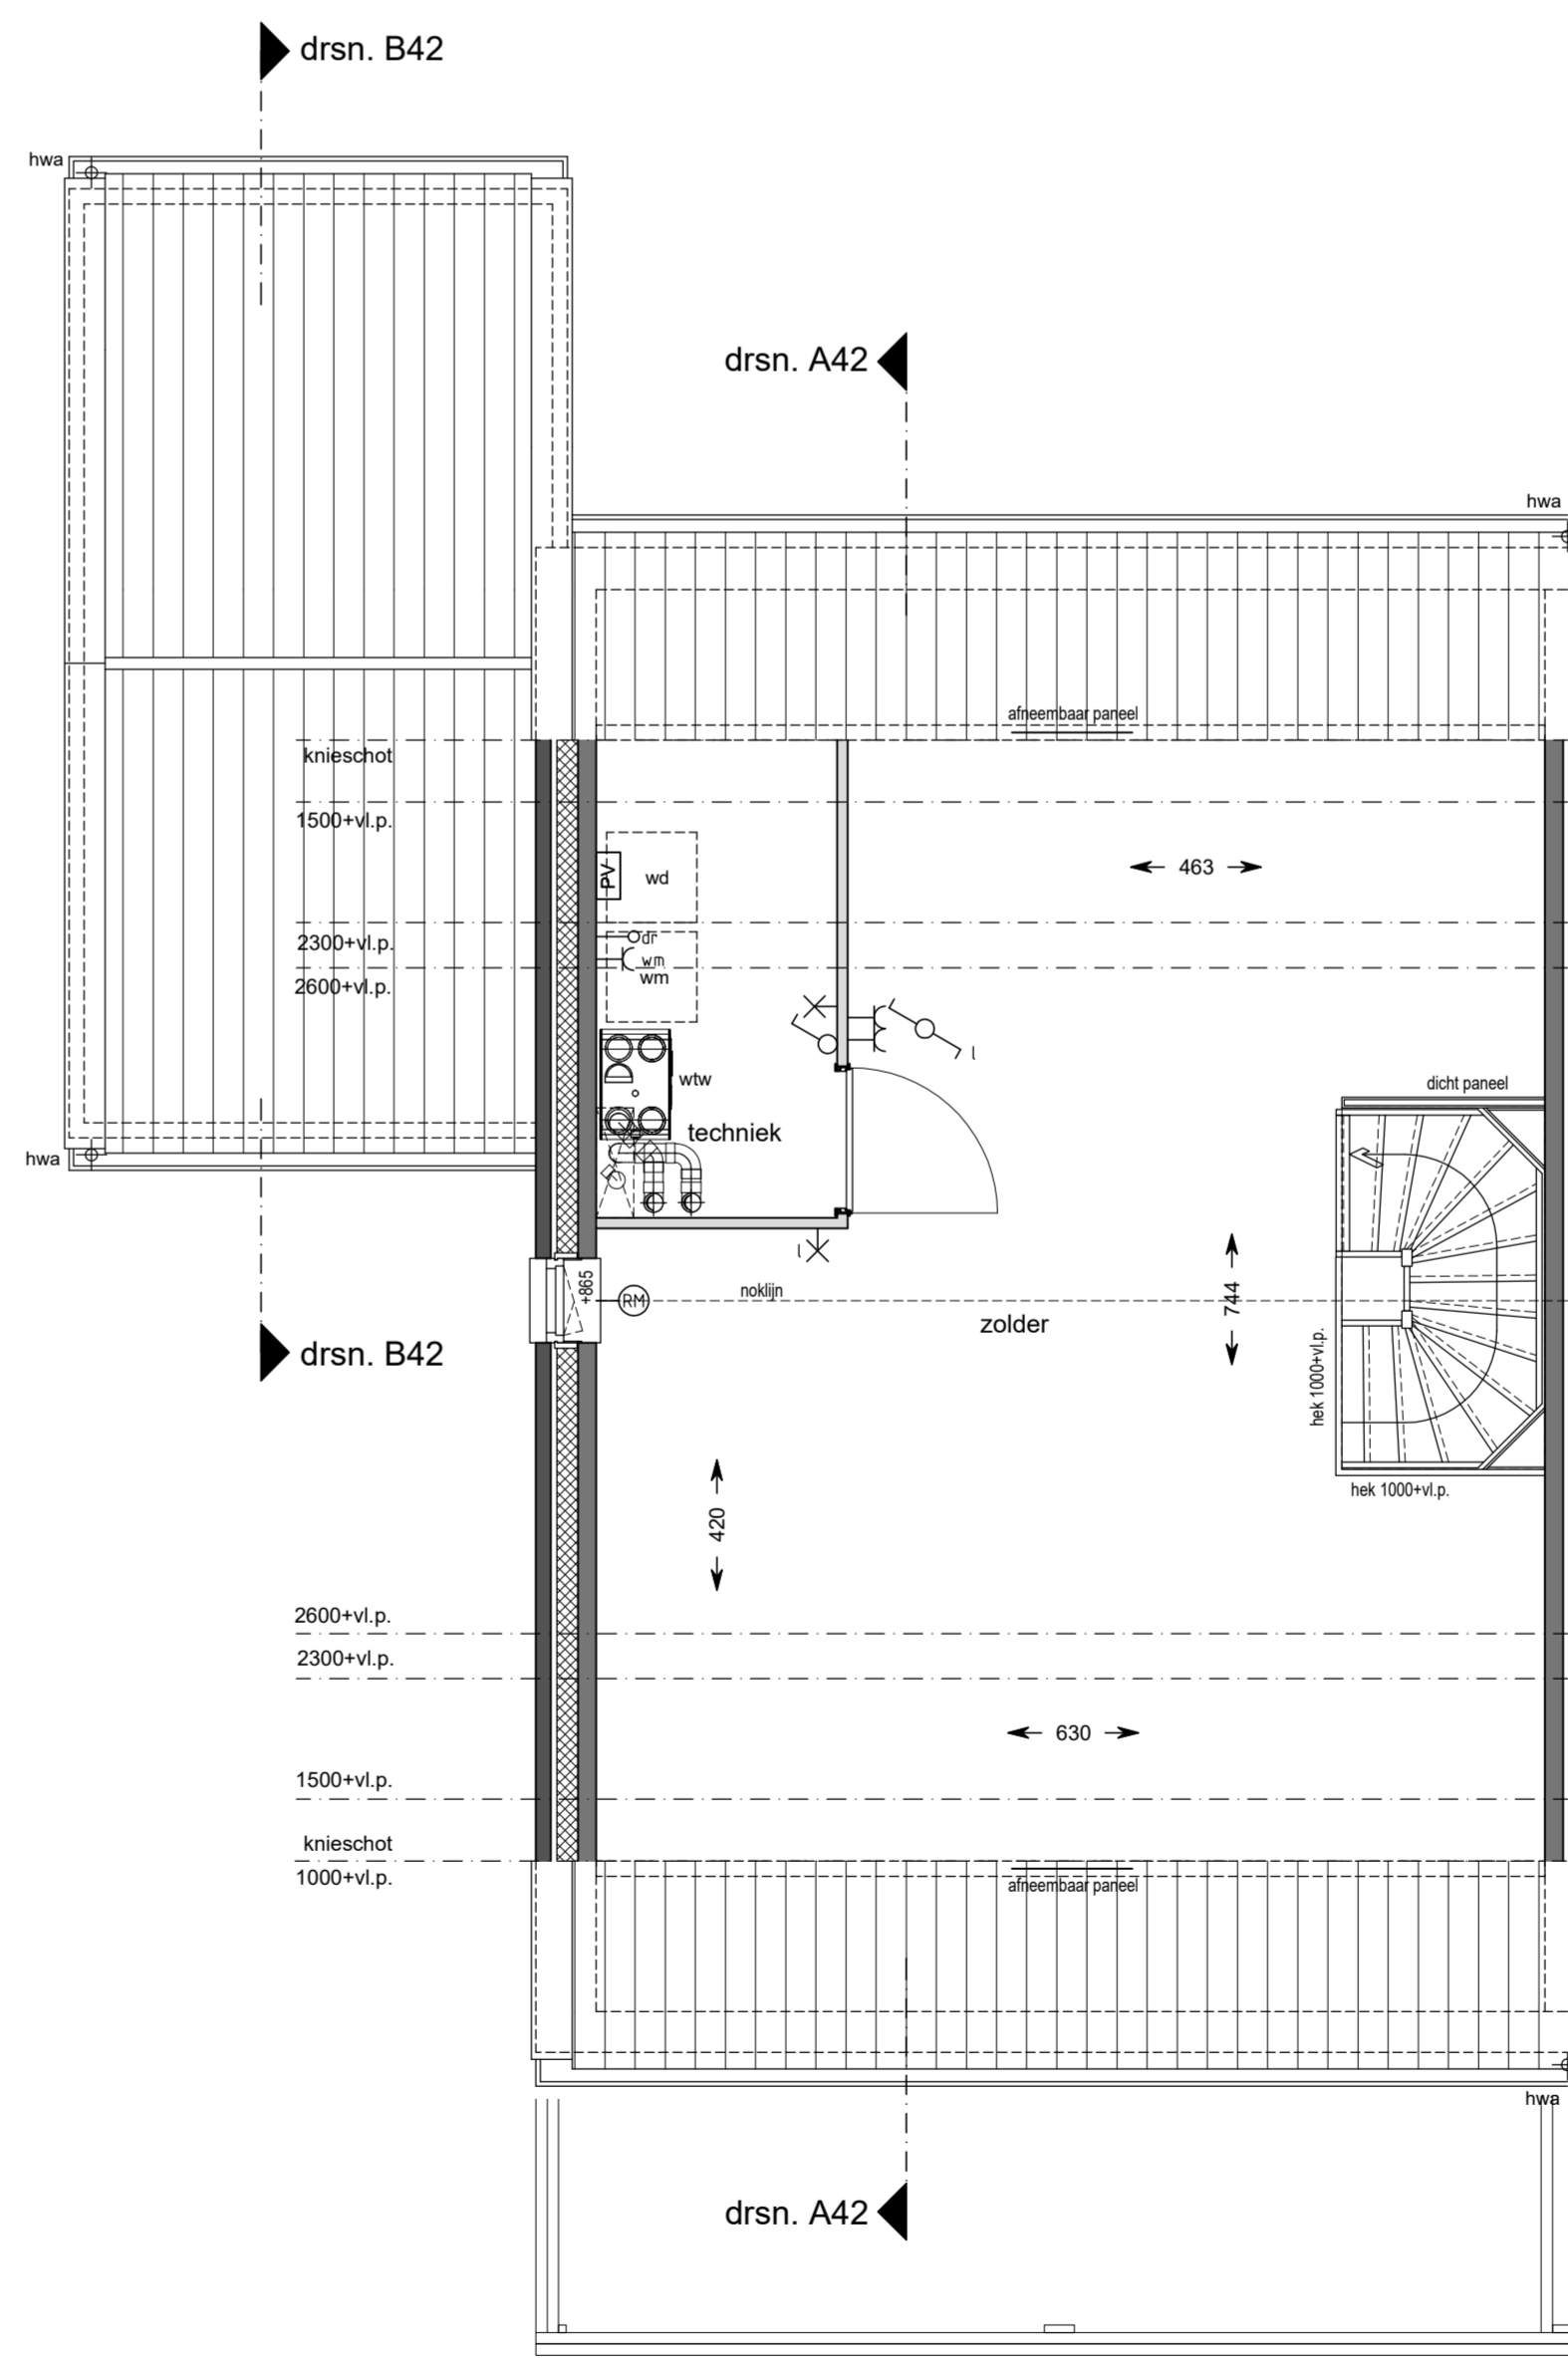 drsn. B42
hwa
drsn. A42
hwa
afneembaar paneel
knieschot
1500+vl.p.
463
PV
wd
2300+vl.p.
dr
wm
wm
2600+vl.p.
l
wtw
dicht paneel
techniek
hwa
l
+865
RM
noklijn
zolder
744
drsn. B42
hek 1000+vl.p.
hek 1000+vl.p.
420
2600+vl.p.
2300+vl.p.
630
1500+vl.p.
knieschot
1000+vl.p.
afneembaar paneel
hwa
drsn. A42